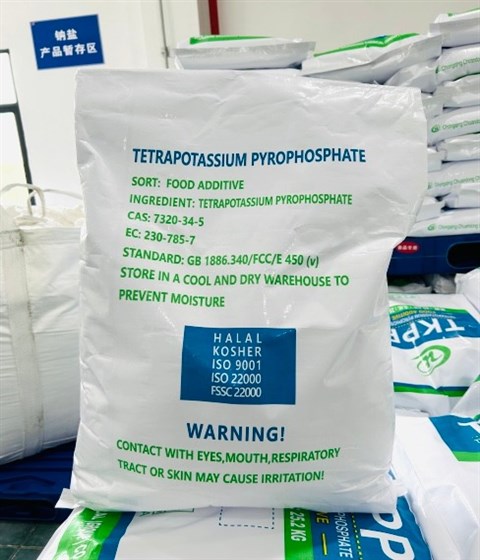 钠盐
产品暂存区
TETRAPOTASSIUM PYROPHOSPHATE
SORT: FOOD ADDITIVE
INGREDIENT: TETRAPOTASSIUM PYROPHOSPHATE
CAS: 7320-34-5
EC: 230-785-7
STANDARD: GB 1886.340/FCC/E 450 (v)
STORE IN A COOL AND DRY WAREHOUSE TO
PREVENT MOISTURE
HALAL
KOSHER
ISO 9001
ISO 22000
FSSC 22000
WARNING!
CONTACT WITH EYES,MOUTH,RESPIRATORY
TRACT OR SKIN MAY CAUSE IRRITATION!
TKPP
25.2 KG
PHOSPHATE